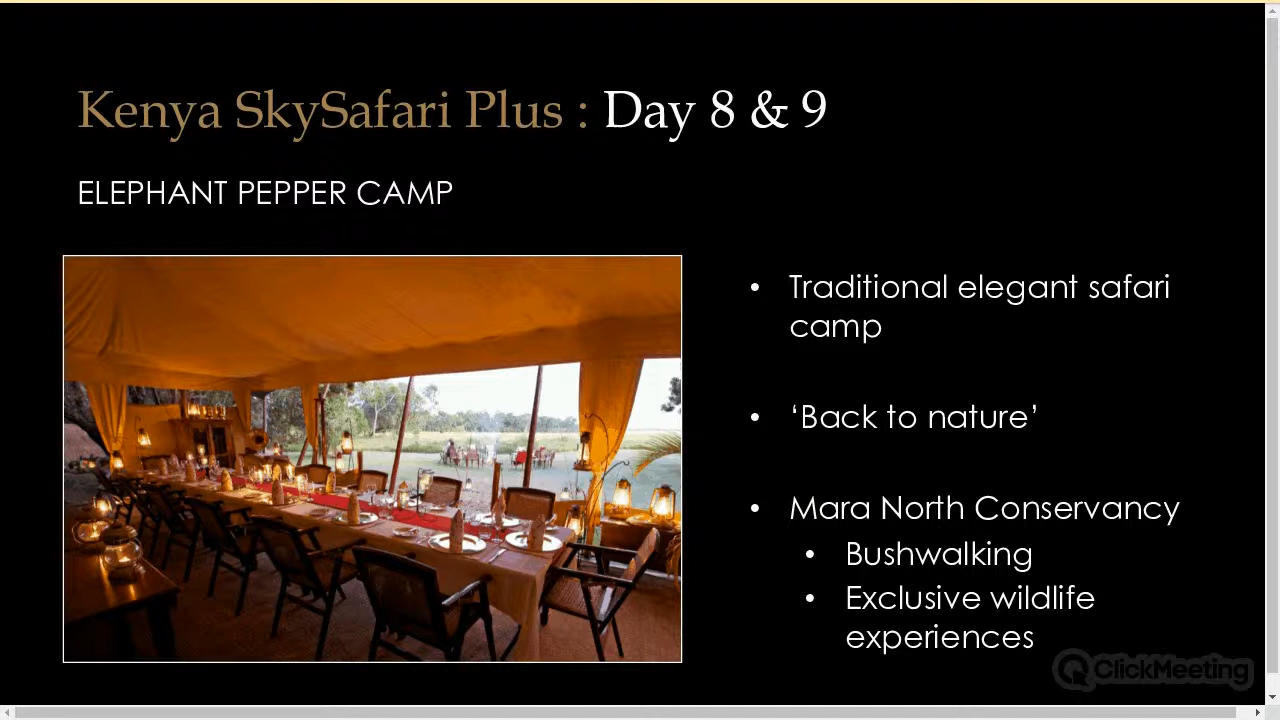 Kenya SkySafari Plus : Day 8 & 9
ELEPHANT PEPPER CAMP
• Traditional elegant safari
camp
• ‘Back to nature’
• Mara North Conservancy
• Bushwalking
• Exclusive wildlife
experiences
ClickMeeting